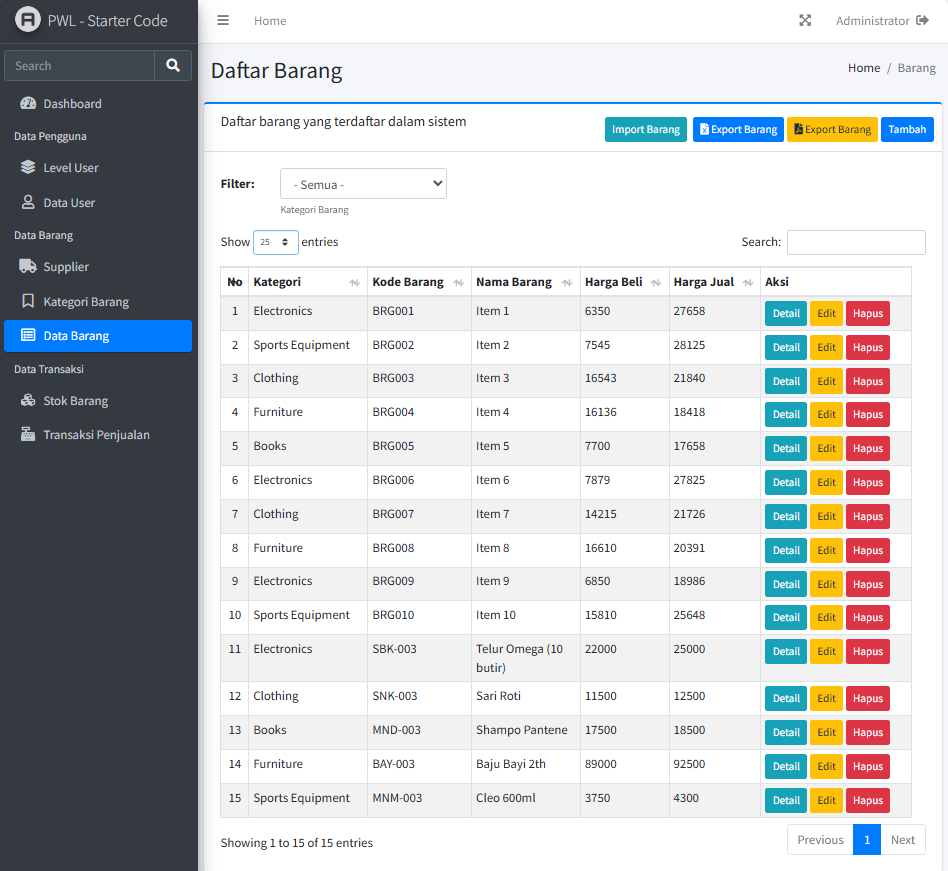 PWL - Starter Code
Home
Administrator
Search
Daftar Barang
Home / Barang
Dashboard
Data Pengguna
Level User
Data User
Data Barang
Supplier
Kategori Barang
Data Barang
Data Transaksi
Stok Barang
Transaksi Penjualan
Daftar barang yang terdaftar dalam sistem
Import Barang Export Barang Export Barang Tambah
Filter: - Semua -
Kategori Barang
Show 25 entries Search:
No Kategori Kode Barang Nama Barang Harga Beli Harga Jual Aksi
1 Electronics BRG001 Item 1 6350 27658 Detail Edit Hapus
2 Sports Equipment BRG002 Item 2 7545 28125 Detail Edit Hapus
3 Clothing BRG003 Item 3 16543 21840 Detail Edit Hapus
4 Furniture BRG004 Item 4 16136 18418 Detail Edit Hapus
5 Books BRG005 Item 5 7700 17658 Detail Edit Hapus
6 Electronics BRG006 Item 6 7879 27825 Detail Edit Hapus
7 Clothing BRG007 Item 7 14215 21726 Detail Edit Hapus
8 Furniture BRG008 Item 8 16610 20391 Detail Edit Hapus
9 Electronics BRG009 Item 9 6850 18986 Detail Edit Hapus
10 Sports Equipment BRG010 Item 10 15810 25648 Detail Edit Hapus
11 Electronics SBK-003 Telur Omega (10 22000 25000 Detail Edit Hapus
butir)
12 Clothing SNK-003 Sari Roti 11500 12500 Detail Edit Hapus
13 Books MND-003 Shampo Pantene 17500 18500 Detail Edit Hapus
14 Furniture BAY-003 Baju Bayi 2th 89000 92500 Detail Edit Hapus
15 Sports Equipment MNM-003 Cleo 600ml 3750 4300 Detail Edit Hapus
Showing 1 to 15 of 15 entries
Previous 1 Next